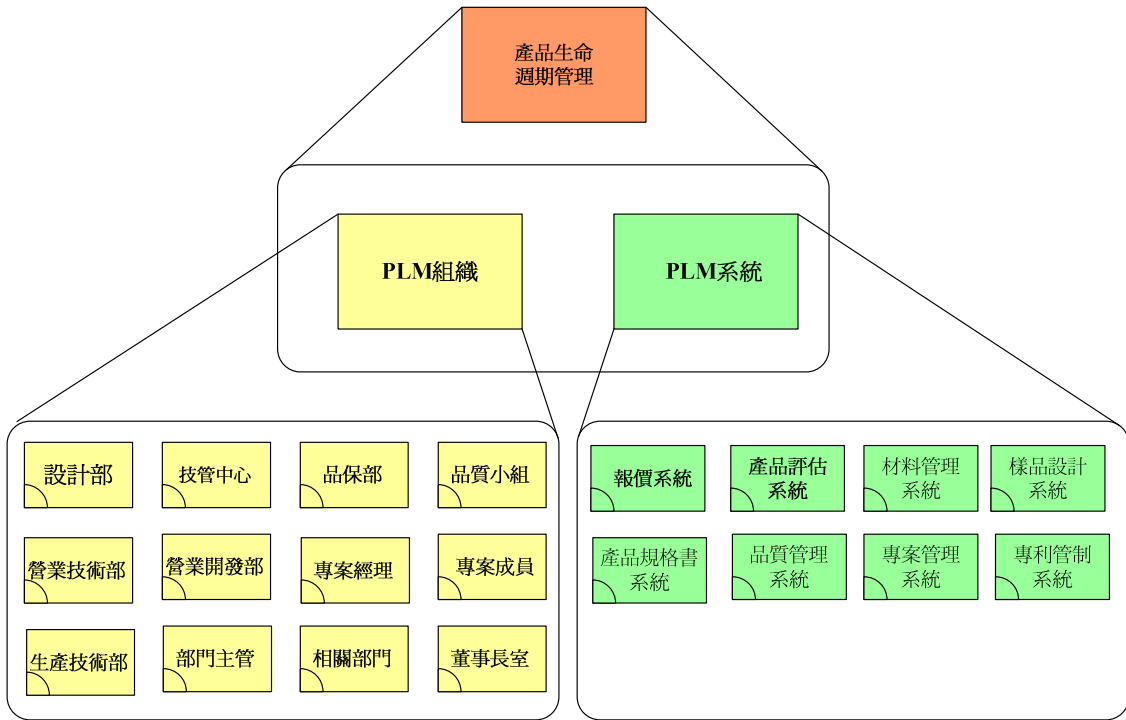 產品生命
週期管理
PLM組織
PLM系統
設計部
技管中心
品保部
品質小組
營業技術部
營業開發部
專案經理
專案成員
生產技術部
部門主管
相關部門
董事長室
報價系統
產品評估
系統
材料管理
系統
樣品設計
系統
產品規格書
系統
品質管理
系統
專案管理
系統
專利管制
系統